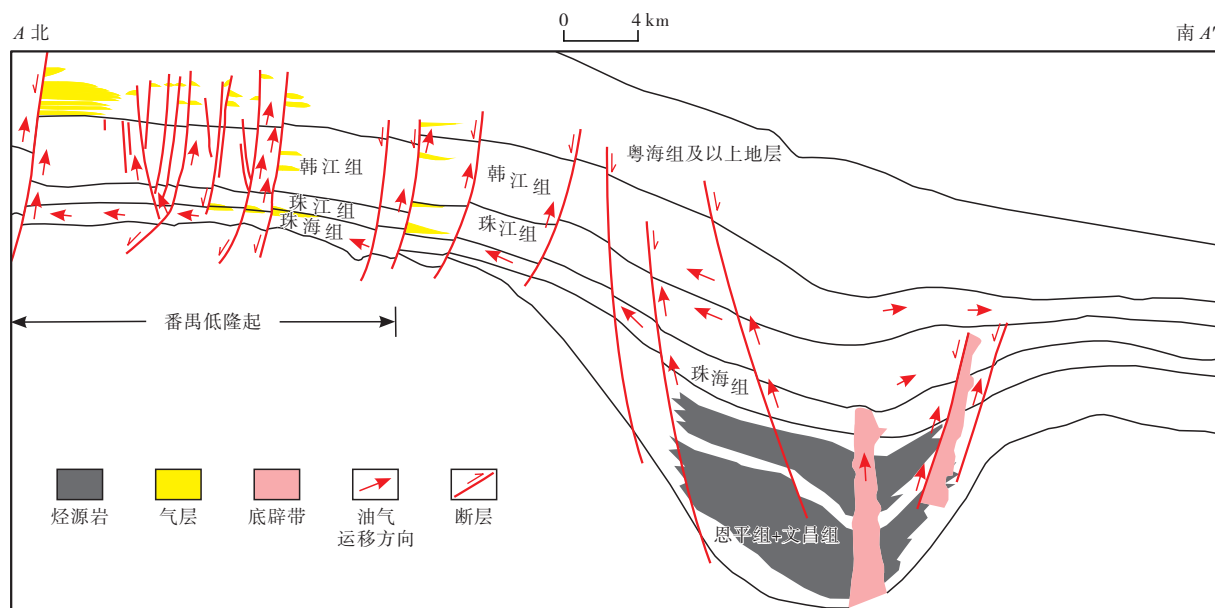 A 北
0 4 km
南 A'
粤海组及以上地层
韩江组
韩江组
珠江组
珠江组
珠海组
番禺低隆起
珠海组
恩平组+文昌组
烃源岩
气层
底辟带
油气
运移方向
断层